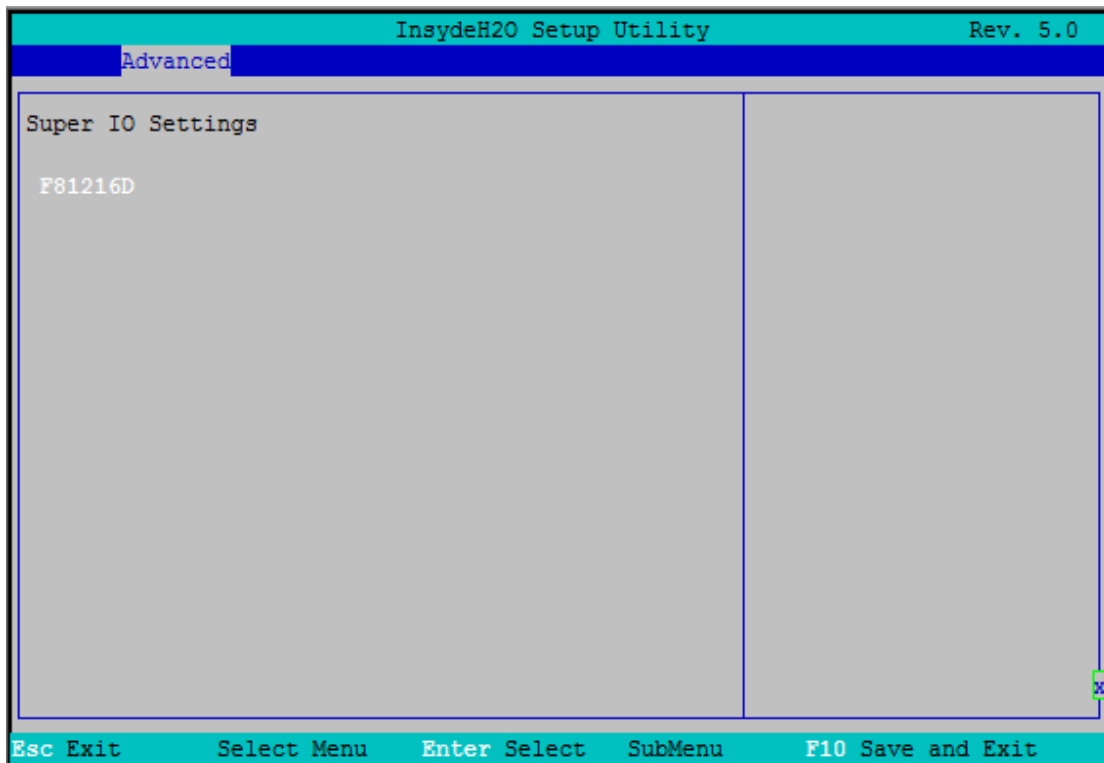 InsydeH2O Setup Utility Rev. 5.0
Advanced
Super IO Settings
F81216D
x
Esc Exit Select Menu Enter Select SubMenu F10 Save and Exit